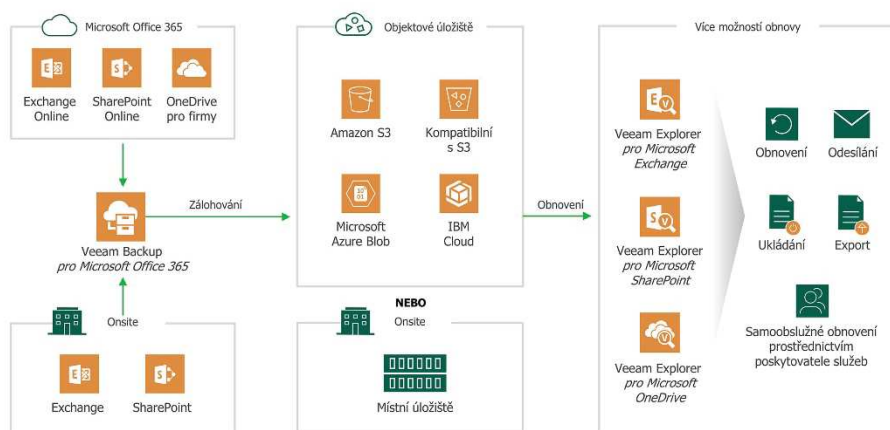 Microsoft Office 365
Exchange
Online
SharePoint
Online
OneDrive
pro firmy
Veeam Backup
pro Microsoft Office 365
Onsite
Exchange
SharePoint
Zálohování
Objektové úložiště
Amazon S3
Kompatibilní
s S3
Microsoft
Azure Blob
IBM
Cloud
NEBO
Onsite
Místní úložiště
Obnovení
Více možností obnovy
Veeam Explorer
pro Microsoft
Exchange
Veeam Explorer
pro Microsoft
SharePoint
Veeam Explorer
pro Microsoft
OneDrive
Obnovení
Odesílání
Ukládání
Export
Samoobslužné obnovení
prostřednictvím
poskytovatele služeb